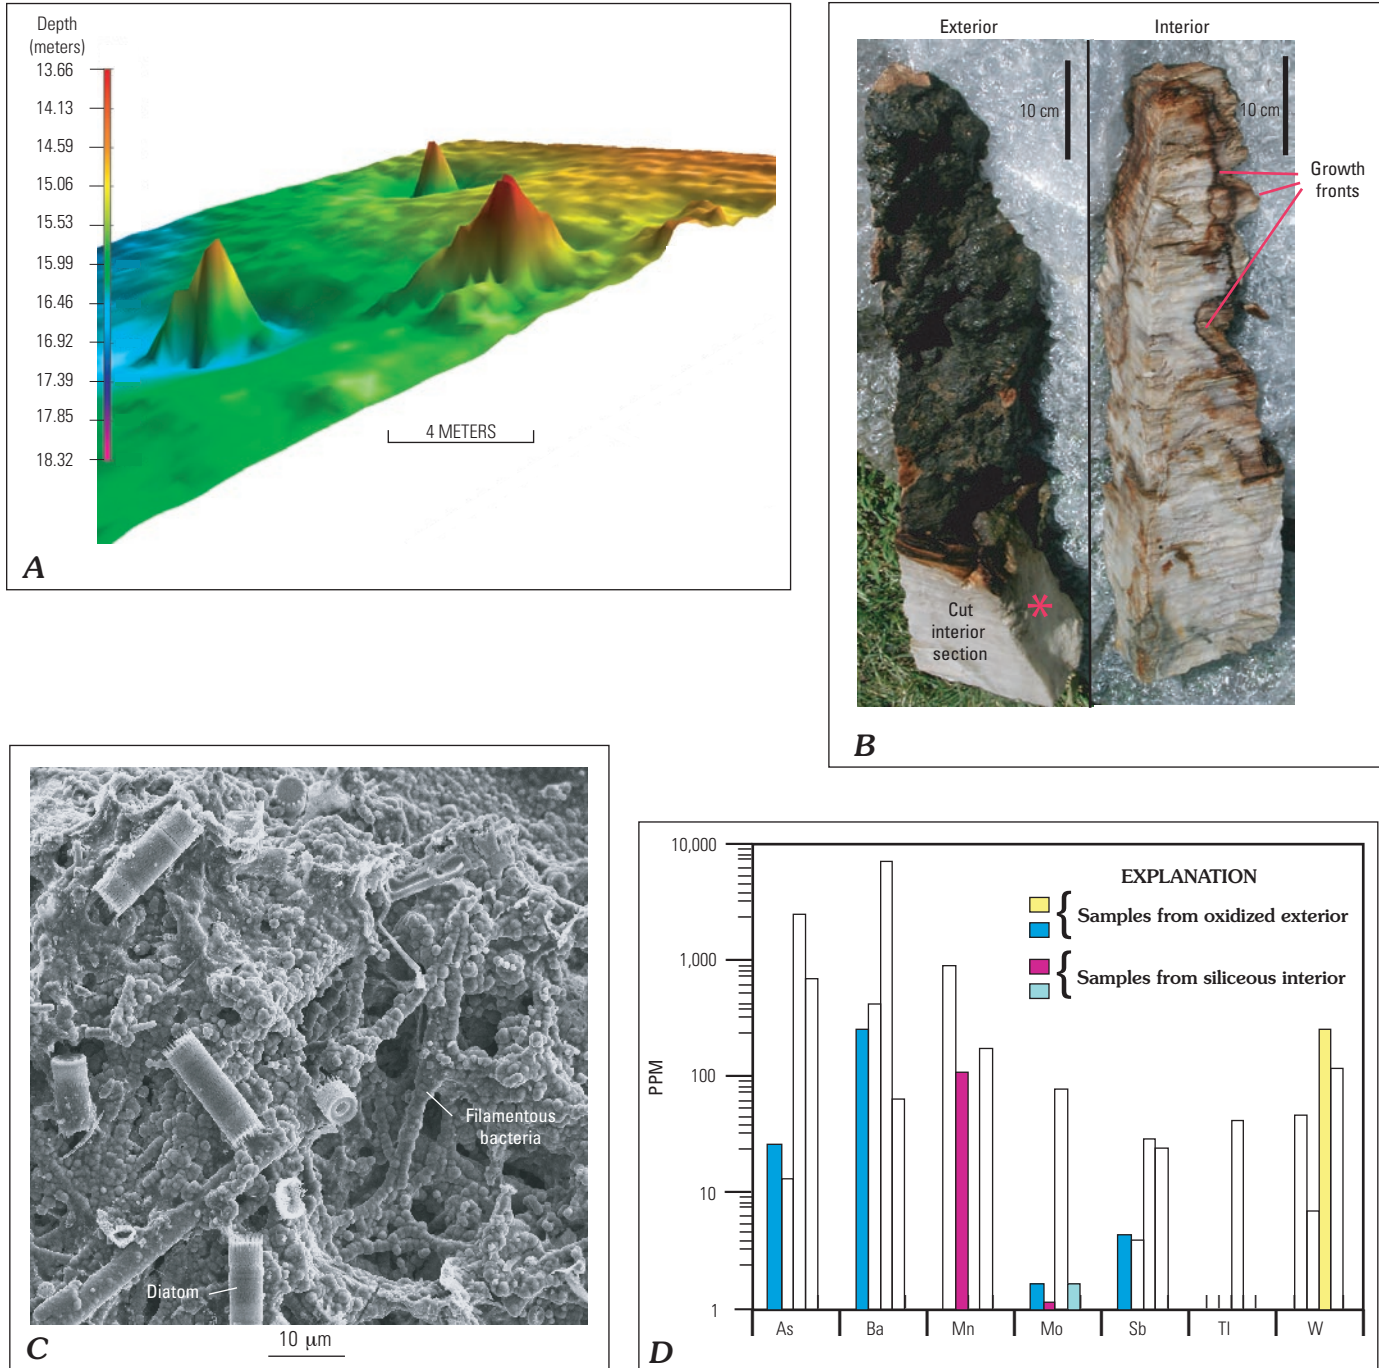 Depth
(meters)
13.66
14.13
14.59
15.06
15.53
15.99
16.46
16.92
17.39
17.85
18.32
4 METERS
A
Exterior
Interior
10 cm
10 cm
Growth
fronts
Cut
interior
section
*
B
Filamentous
bacteria
Diatom
10 μm
C
10,000
1,000
100
10
1
PPM
EXPLANATION
Samples from oxidized exterior
Samples from siliceous interior
As
Ba
Mn
Mo
Sb
Tl
W
D